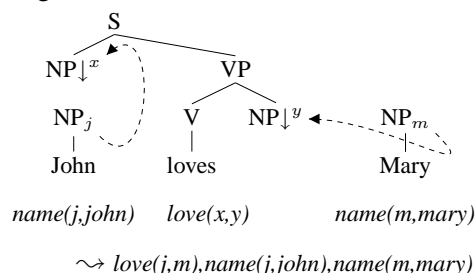 S
NP↓ˣ VP
NPⱼ V NP↓ʸ NPₘ
John loves Mary
name(j,john) love(x,y) name(m,mary)
⤳ love(j,m),name(j,john),name(m,mary)